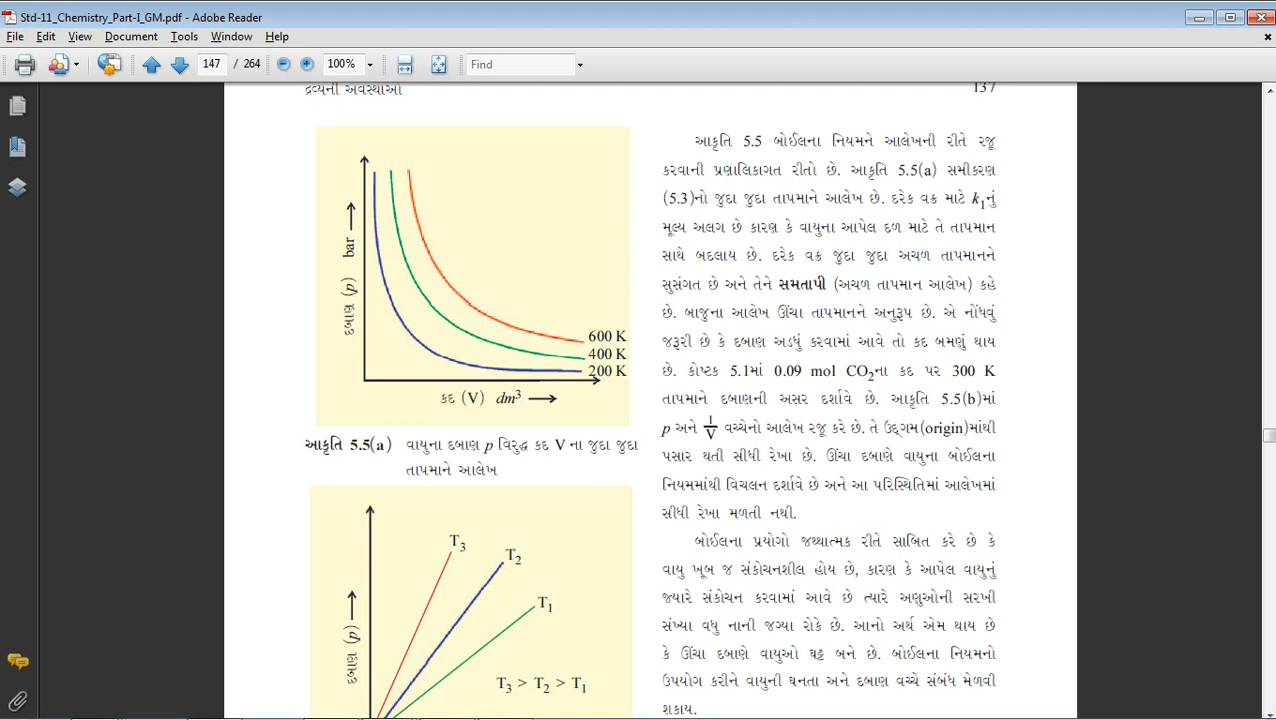 Std-11_Chemistry_Part-I_GM.pdf - Adobe Reader
File Edit View Document Tools Window Help
147 / 264 100% Find
દ્રવ્યની અવસ્થાઓ 137
દબાણ (p) bar
600 K
400 K
200 K
કદ (V) dm³
આકૃતિ 5.5(a) વાયુના દબાણ p વિરુદ્ધ કદ V ના જુદા જુદા
તાપમાને આલેખ
T₃
T₂
T₁
દબાણ (p)
T₃ > T₂ > T₁
આકૃતિ 5.5 બોઈલના નિયમને આલેખની રીતે રજૂ
કરવાની પ્રણાલિકાગત રીતો છે. આકૃતિ 5.5(a) સમીકરણ
(5.3)નો જુદા જુદા તાપમાને આલેખ છે. દરેક વક્ર માટે k₁નું
મૂલ્ય અલગ છે કારણ કે વાયુના આપેલ દળ માટે તે તાપમાન
સાથે બદલાય છે. દરેક વક્ર જુદા જુદા અચળ તાપમાનને
સુસંગત છે અને તેને સમતાપી (અચળ તાપમાન આલેખ) કહે
છે. બાજુના આલેખ ઊંચા તાપમાનને અનુરૂપ છે. એ નોંધવું
જરૂરી છે કે દબાણ અડધું કરવામાં આવે તો કદ બમણું થાય
છે. કોષ્ટક 5.1માં 0.09 mol CO₂ના કદ પર 300 K
તાપમાને દબાણની અસર દર્શાવે છે. આકૃતિ 5.5(b)માં
p અને 1/V વચ્ચેનો આલેખ રજૂ કરે છે. તે ઉદ્દગમ(origin)માંથી
પસાર થતી સીધી રેખા છે. ઊંચા દબાણે વાયુના બોઈલના
નિયમમાંથી વિચલન દર્શાવે છે અને આ પરિસ્થિતિમાં આલેખમાં
સીધી રેખા મળતી નથી.
બોઈલના પ્રયોગો જથ્થાત્મક રીતે સાબિત કરે છે કે
વાયુ ખૂબ જ સંકોચનશીલ હોય છે, કારણ કે આપેલ વાયુનું
જ્યારે સંકોચન કરવામાં આવે છે ત્યારે અણુઓની સરખી
સંખ્યા વધુ નાની જગ્યા રોકે છે. આનો અર્થ એમ થાય છે
કે ઊંચા દબાણે વાયુઓ ઘટ્ટ બને છે. બોઈલના નિયમનો
ઉપયોગ કરીને વાયુની ઘનતા અને દબાણ વચ્ચે સંબંધ મેળવી
શકાય.